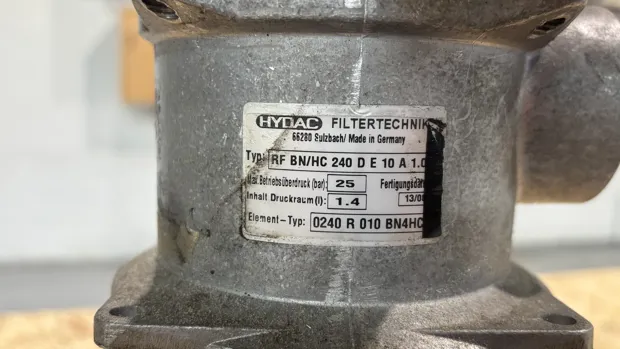 HYDAC FILTERTECHNIK
66280 Sulzbach/ Made in Germany
Typ: RF BN/HC 240 D E 10 A 1.0
Max.Betriebsüberdruck (bar): 25 Fertigungsdat
Inhalt Druckraum(l): 1.4 13/0
Element-Typ: 0240 R 010 BN4HC